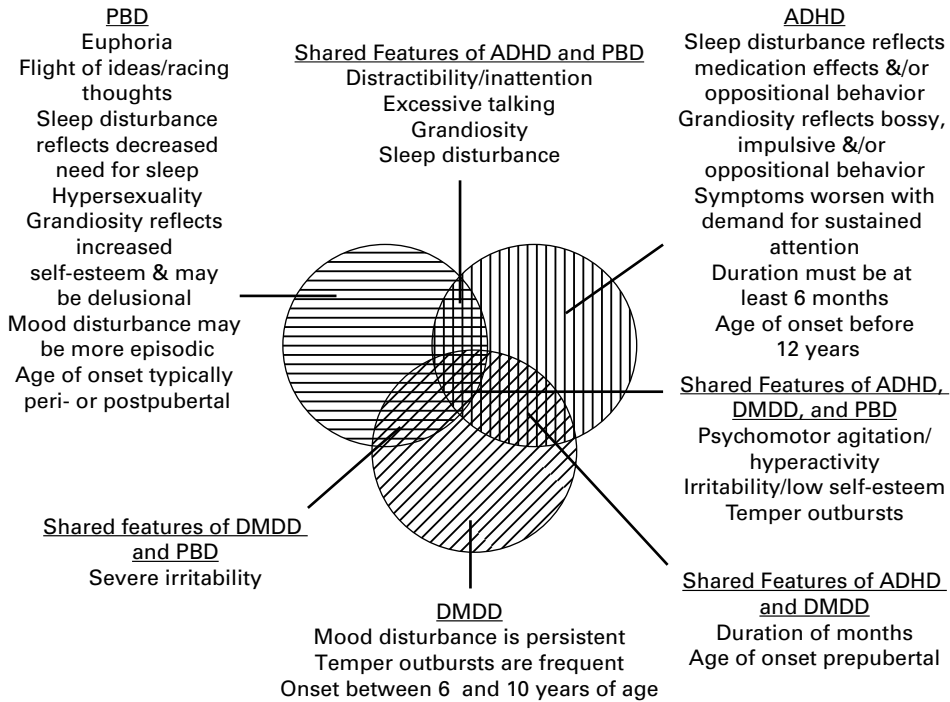 PBD
Euphoria
Flight of ideas/racing
thoughts
Sleep disturbance
reflects decreased
need for sleep
Hypersexuality
Grandiosity reflects
increased
self-esteem & may
be delusional
Mood disturbance may
be more episodic
Age of onset typically
peri- or postpubertal
Shared Features of ADHD and PBD
Distractibility/inattention
Excessive talking
Grandiosity
Sleep disturbance
ADHD
Sleep disturbance reflects
medication effects &/or
oppositional behavior
Grandiosity reflects bossy,
impulsive &/or
oppositional behavior
Symptoms worsen with
demand for sustained
attention
Duration must be at
least 6 months
Age of onset before
12 years
Shared Features of ADHD,
DMDD, and PBD
Psychomotor agitation/
hyperactivity
Irritability/low self-esteem
Temper outbursts
Shared features of DMDD
and PBD
Severe irritability
DMDD
Mood disturbance is persistent
Temper outbursts are frequent
Onset between 6 and 10 years of age
Shared Features of ADHD
and DMDD
Duration of months
Age of onset prepubertal